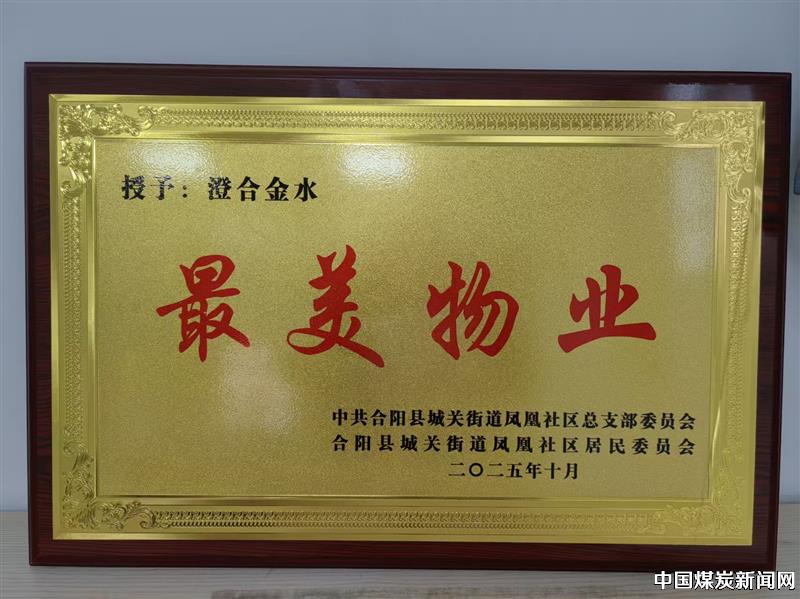 授予：澄合金水
最美物业
中共合阳县城关街道凤凰社区总支部委员会
合阳县城关街道凤凰社区居民委员会
二〇二五年十月
中国煤炭新闻网